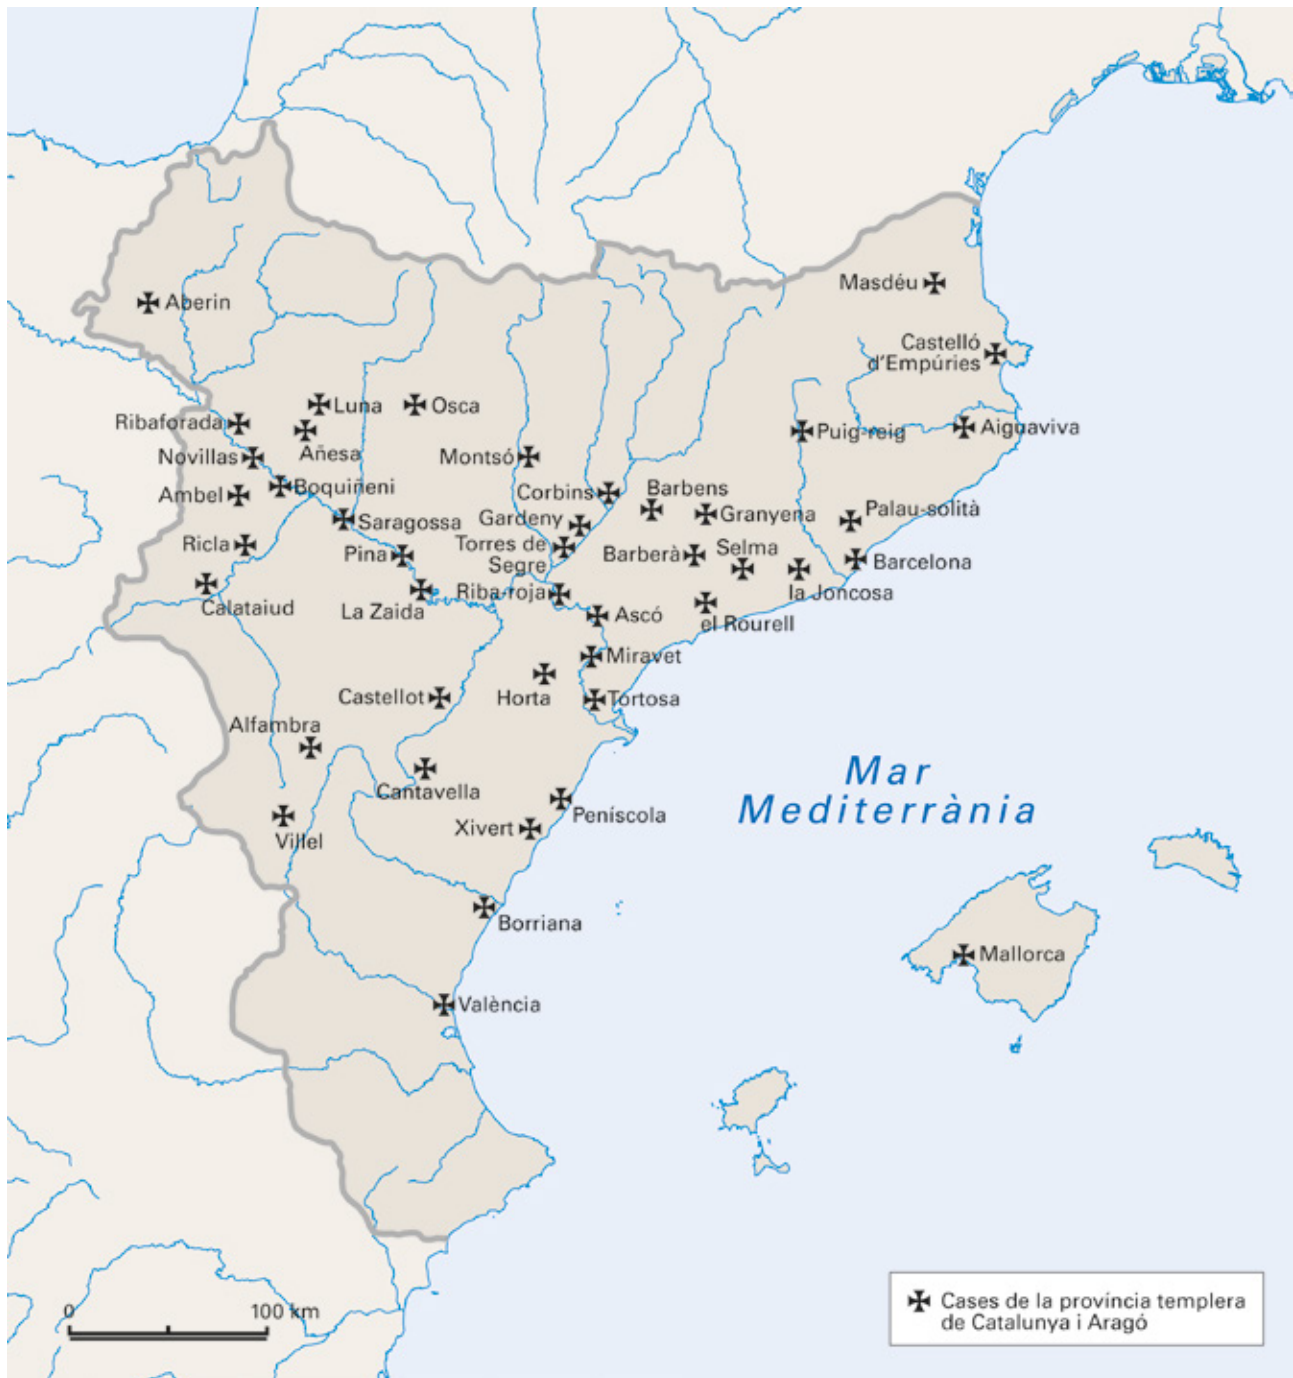 Masdéu
Aberin
Castelló
d'Empúries
Luna
Osca
Ribaforada
Añesa
Puig-reig
Aiguaviva
Novillas
Montsó
Boquiñeni
Ambel
Corbins
Barbens
Saragossa
Gardeny
Granyena
Palau-solità
Ricla
Pina
Torres de
Segre
Barberà
Selma
Barcelona
Calataiud
La Zaida
Riba-roja
la Joncosa
Ascó
el Rourell
Miravet
Castellot
Horta
Tortosa
Alfambra
Cantavella
Mar
Mediterrània
Villel
Xivert
Peníscola
Borriana
Mallorca
València
0
100 km
Cases de la província templera
de Catalunya i Aragó